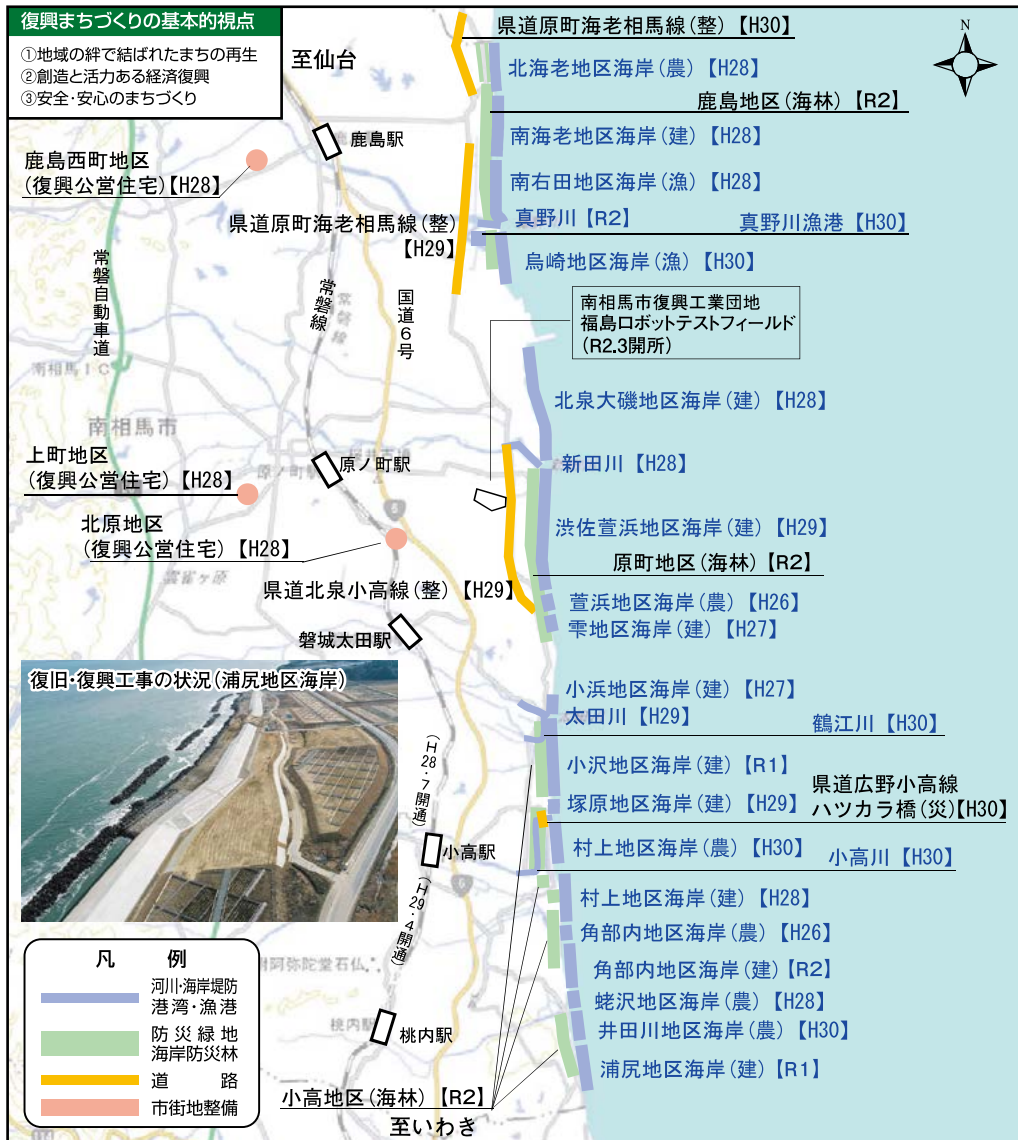 復興まちづくりの基本的視点
①地域の絆で結ばれたまちの再生
②創造と活力ある経済復興
③安全・安心のまちづくり
至仙台
県道原町海老相馬線(整)【H30】
N
北海老地区海岸(農)【H28】
鹿島地区(海林)【R2】
鹿島駅
南海老地区海岸(建)【H28】
鹿島西町地区
(復興公営住宅)【H28】
南右田地区海岸(漁)【H28】
県道原町海老相馬線(整)
【H29】
真野川【R2】
真野川漁港【H30】
烏崎地区海岸(漁)【H30】
常磐自動車道
常磐線
常磐線
国道6号
南相馬市復興工業団地
福島ロボットテストフィールド
(R2.3開所)
南相馬IC
北泉大磯地区海岸(建)【H28】
南相馬市
上町地区
(復興公営住宅)【H28】
原ノ町駅
原ノ町駅
新田川【H28】
6
北原地区
(復興公営住宅)【H28】
渋佐萱浜地区海岸(建)【H29】
原町地区(海林)【R2】
雲雀ヶ原
県道北泉小高線(整)【H29】
萱浜地区海岸(農)【H26】
雫地区海岸(建)【H27】
磐城太田駅
復旧・復興工事の状況(浦尻地区海岸)
小浜地区海岸(建)【H27】
太田川【H29】
鶴江川【H30】
(H28・7開通)
小沢地区海岸(建)【R1】
塚原地区海岸(建)【H29】
県道広野小高線
ハツカラ橋(災)【H30】
小高駅
村上地区海岸(農)【H30】
小高川【H30】
(H29・4開通)
6
村上地区海岸(建)【H28】
角部内地区海岸(農)【H26】
阿弥陀堂石仏
角部内地区海岸(建)【R2】
蛯沢地区海岸(農)【H28】
桃内駅
桃内駅
井田川地区海岸(農)【H30】
浦尻地区海岸(建)【R1】
小高地区(海林)【R2】
至いわき
凡例
河川・海岸堤防
港湾・漁港
防災緑地
海岸防災林
道路
市街地整備